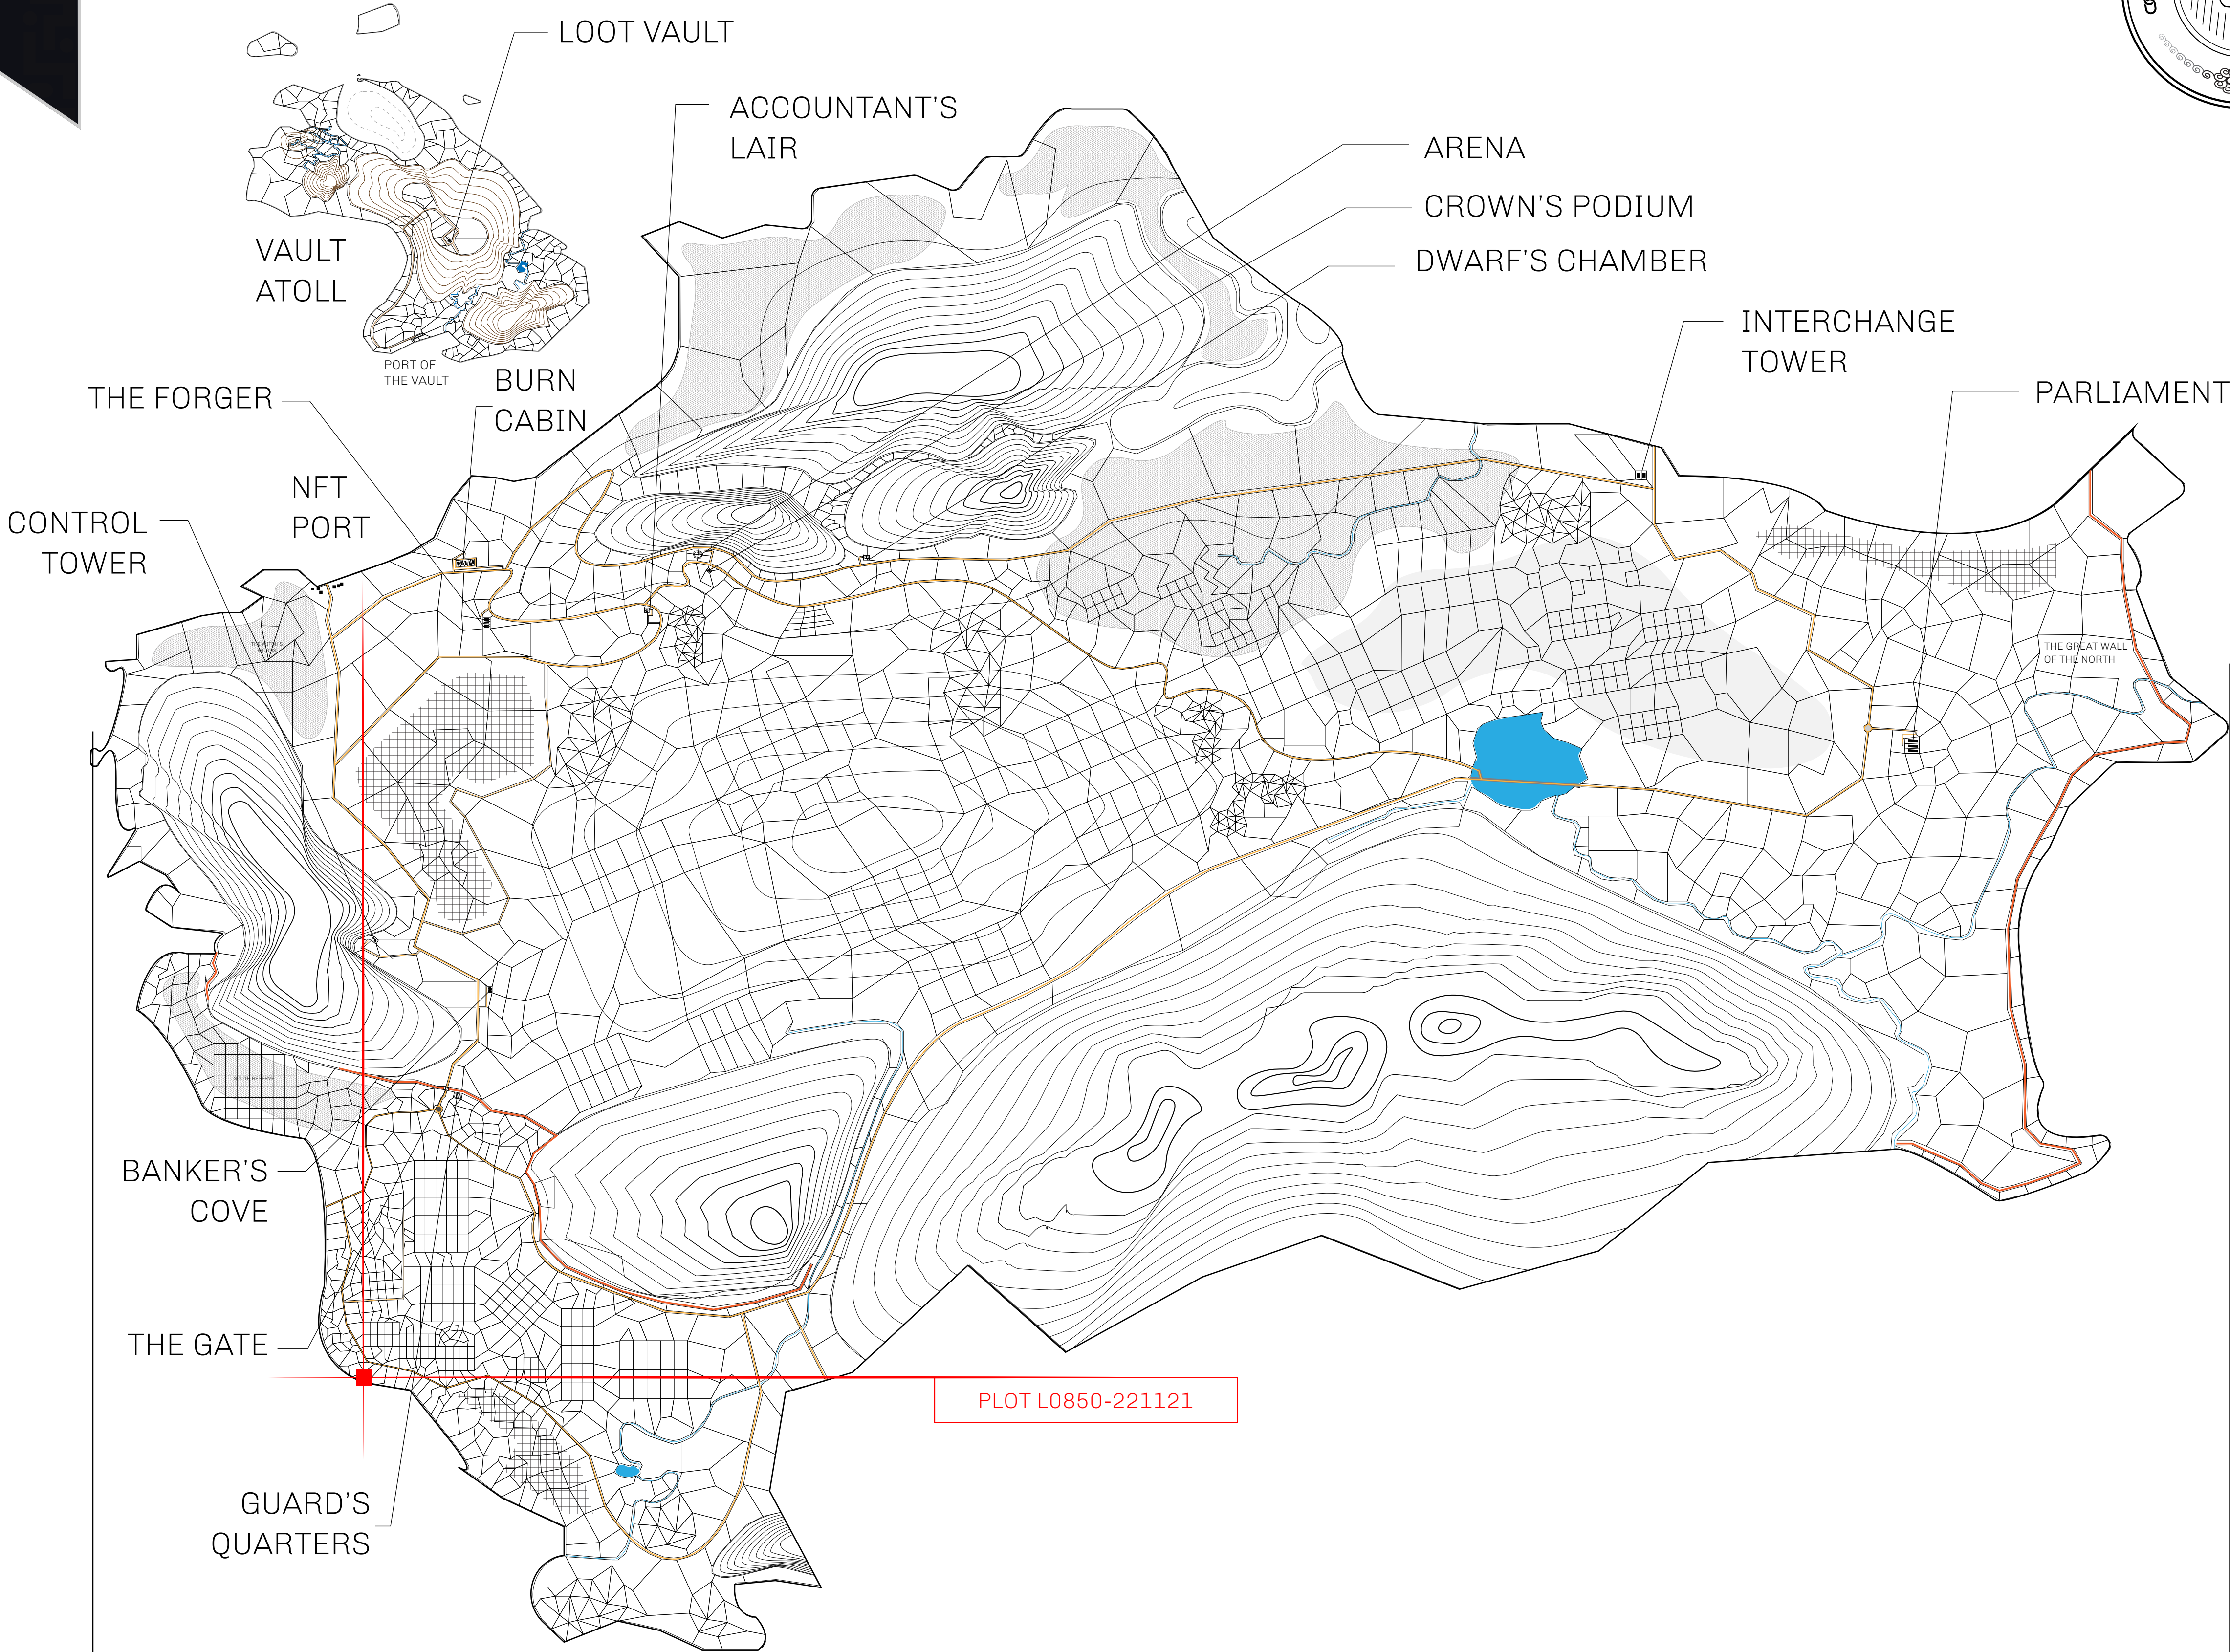 LOOT VAULT
ACCOUNTANT'S
LAIR
ARENA
CROWN'S PODIUM
DWARF'S CHAMBER
VAULT
ATOLL
INTERCHANGE
TOWER
PORT OF
THE VAULT
BURN
CABIN
THE FORGER
PARLIAMENT
NFT
PORT
CONTROL
TOWER
THE GREAT WALL
OF THE NORTH
SOUTH RESERVE
BANKER'S
COVE
THE GATE
PLOT L0850-221121
GUARD'S
QUARTERS